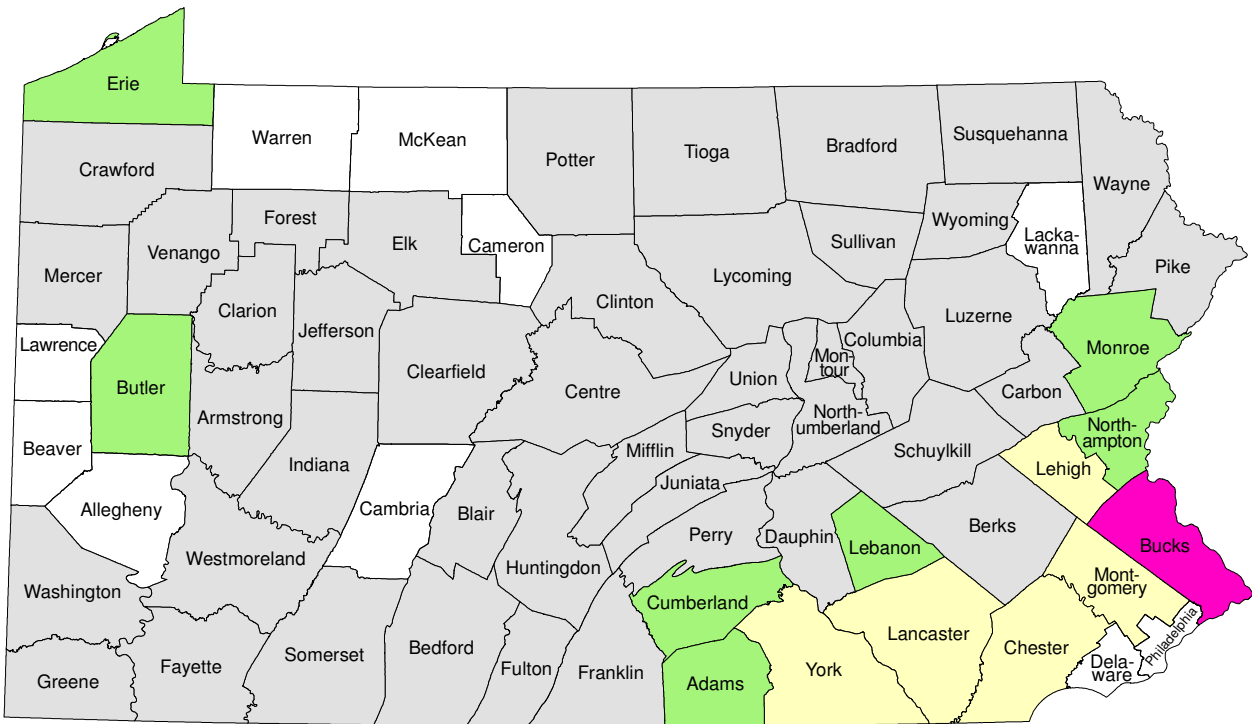 Erie
Warren
McKean
Potter
Tioga
Bradford
Susquehanna
Wayne
Crawford
Forest
Elk
Cameron
Wyoming
Lacka-
wanna
Sullivan
Pike
Venango
Mercer
Lycoming
Clinton
Clarion
Jefferson
Luzerne
Columbia
Monroe
Lawrence
Butler
Clearfield
Centre
Union
Mon-
tour
Carbon
Armstrong
Snyder
North-
umberland
North-
ampton
Beaver
Indiana
Mifflin
Schuylkill
Lehigh
Juniata
Allegheny
Cambria
Blair
Perry
Dauphin
Lebanon
Berks
Bucks
Westmoreland
Huntingdon
Washington
Cumberland
Mont-
gomery
Philadelphia
Lancaster
Chester
Bedford
Somerset
Fayette
Greene
Fulton
Franklin
Adams
York
Dela-
ware